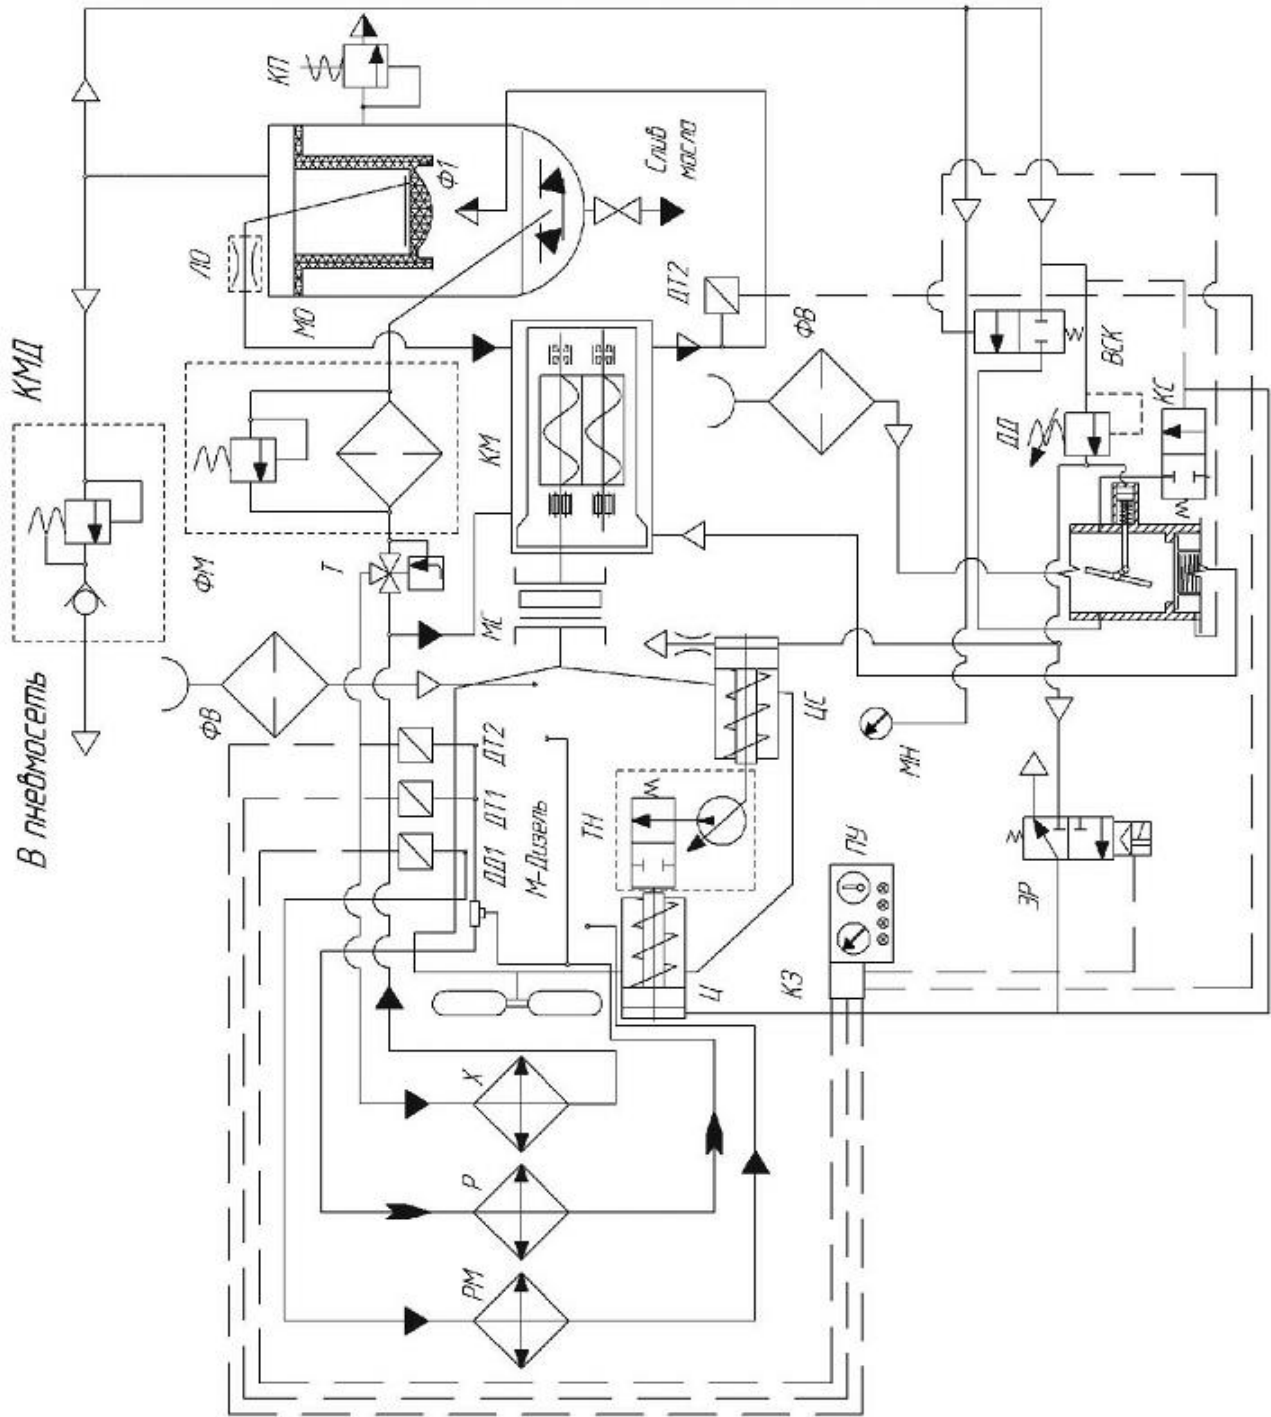 В пневмосеть
КМД
ФВ
ФМ
ЛО
КП
МО
Т
Ф1
РМ
Р
Х
ДД1
ДТ1
ДТ2
МС
КМ
М-Дизель
ТН
Слив
масла
ДТ2
Ц
КЗ
ЦС
ФВ
ПУ
МН
ЭР
ДД
ВСК
КС